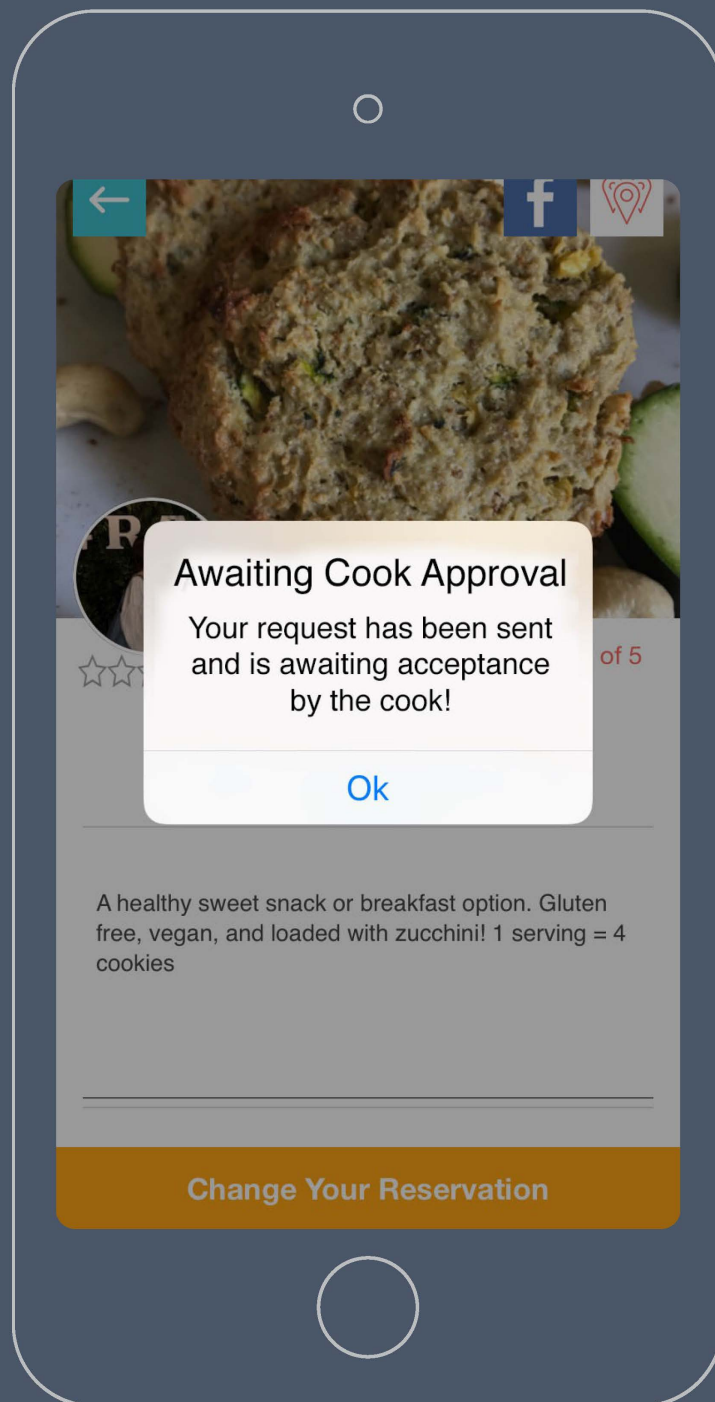 f
Awaiting Cook Approval
Your request has been sent
and is awaiting acceptance
by the cook!
of 5
Ok
A healthy sweet snack or breakfast option. Gluten
free, vegan, and loaded with zucchini! 1 serving = 4
cookies
Change Your Reservation